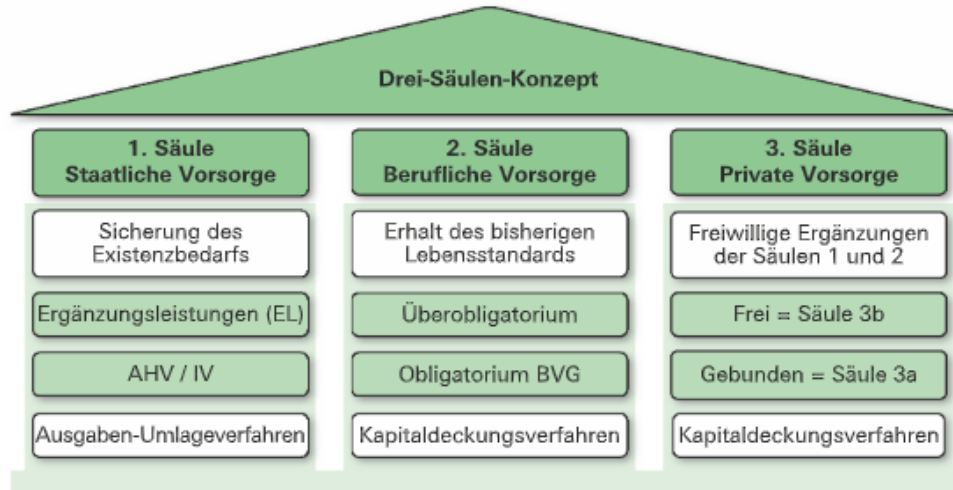 Drei-Säulen-Konzept
1. Säule
Staatliche Vorsorge
Sicherung des
Existenzbedarfs
Ergänzungsleistungen (EL)
AHV / IV
Ausgaben-Umlageverfahren
2. Säule
Berufliche Vorsorge
Erhalt des bisherigen
Lebensstandards
Überobligatorium
Obligatorium BVG
Kapitaldeckungsverfahren
3. Säule
Private Vorsorge
Freiwillige Ergänzungen
der Säulen 1 und 2
Frei = Säule 3b
Gebunden = Säule 3a
Kapitaldeckungsverfahren